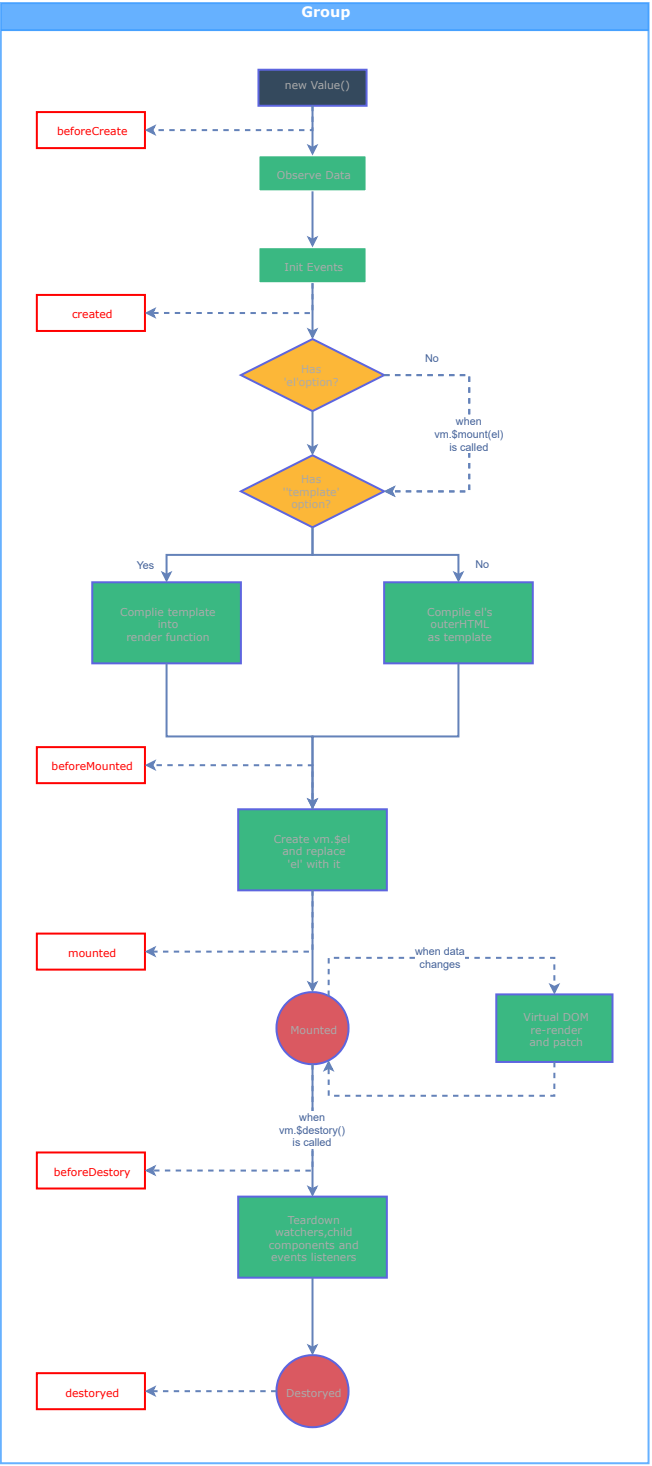 Group
new Value()
beforeCreate
Observe Data
Init Events
created
Has
'el'option?
No
when
vm.$mount(el)
is called
Has
"template'
option?
Yes
No
Complie template
into
render function
Compile el's
outerHTML
as template
beforeMounted
Create vm.$el
and replace
'el' with it
mounted
when data
changes
Mounted
Virtual DOM
re-render
and patch
when
vm.$destory()
is called
beforeDestory
Teardown
watchers,child
components and
events listeners
destoryed
Destoryed